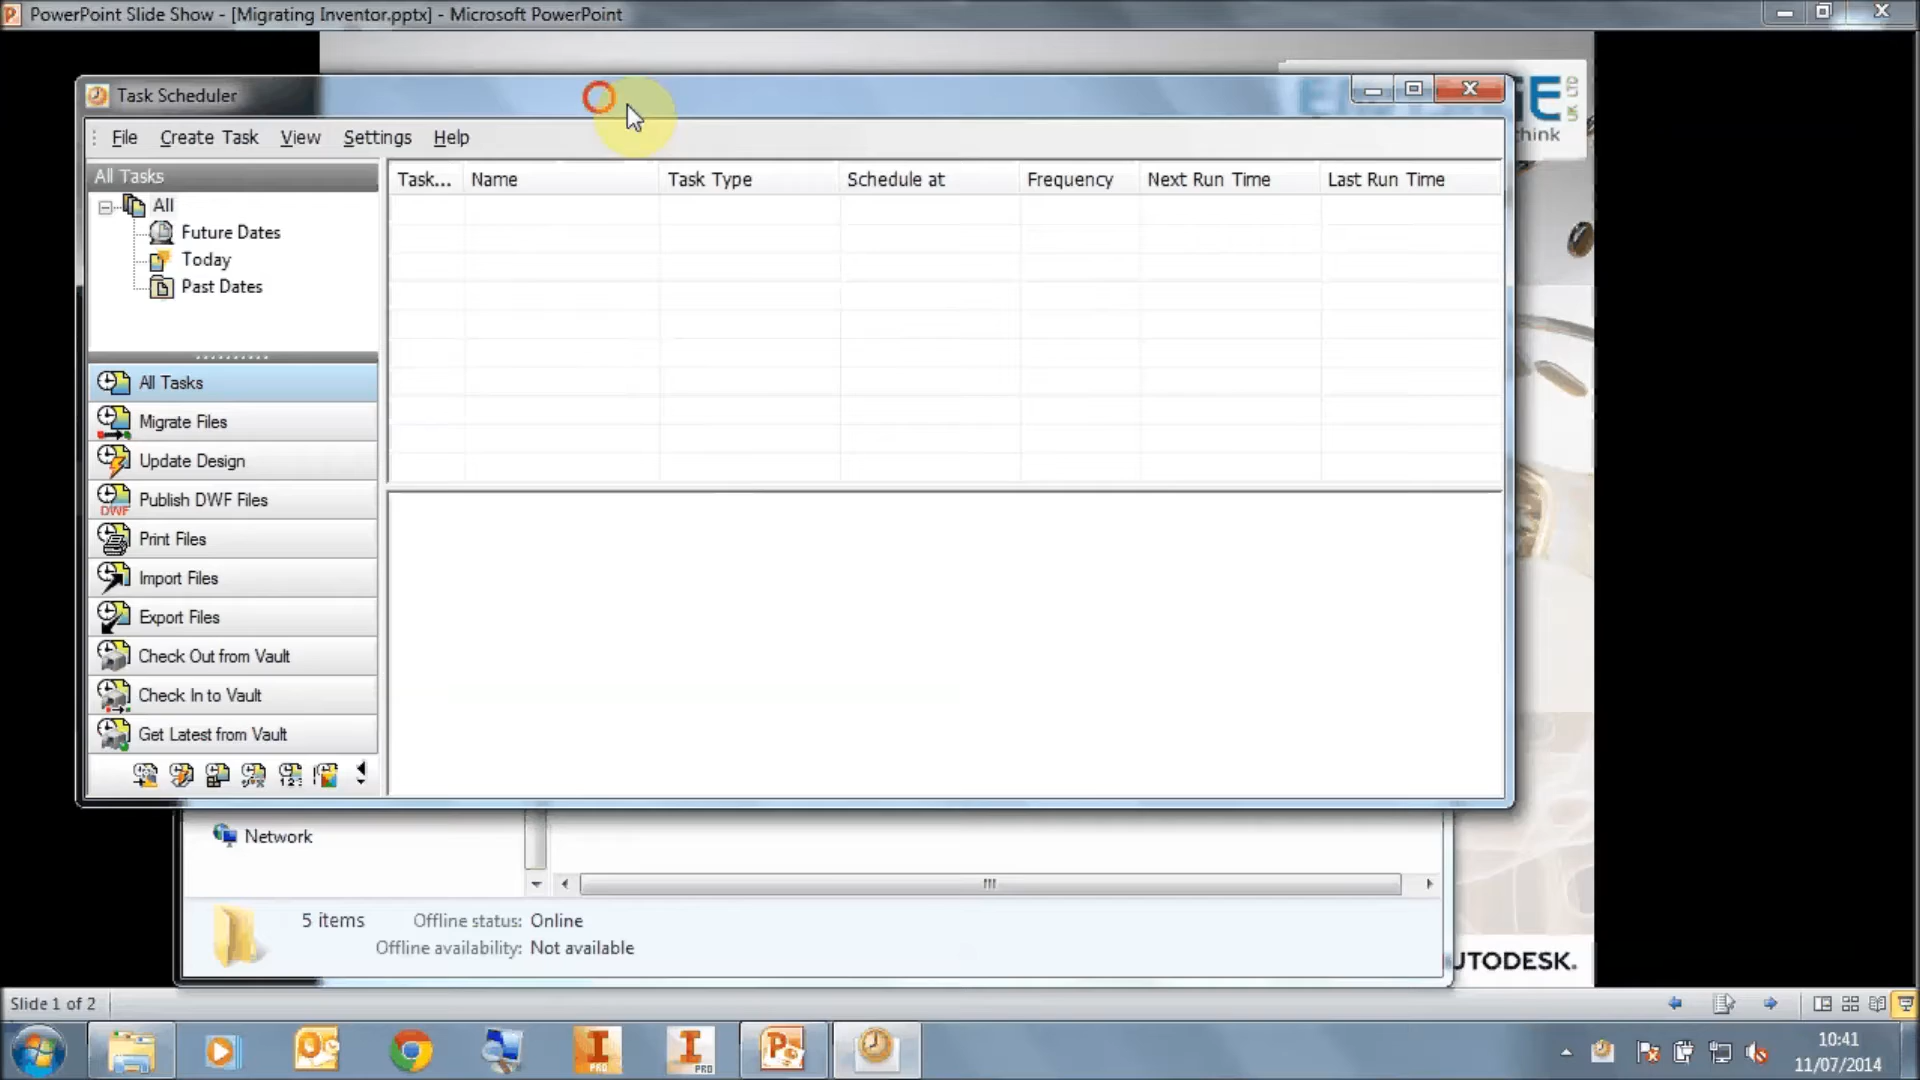 PowerPoint Slide Show - [Migrating Inventor.pptx] - Microsoft PowerPoint
Task Scheduler
UK LTD
think
File Create Task View Settings Help
All Tasks
All
Future Dates
Today
Past Dates
Task... Name Task Type Schedule at Frequency Next Run Time Last Run Time
All Tasks
Migrate Files
Update Design
Publish DWF Files
Print Files
Import Files
Export Files
Check Out from Vault
Check In to Vault
Get Latest from Vault
Network
5 items Offline status: Online
Offline availability: Not available
UTODESK.
Slide 1 of 2
10:41
11/07/2014